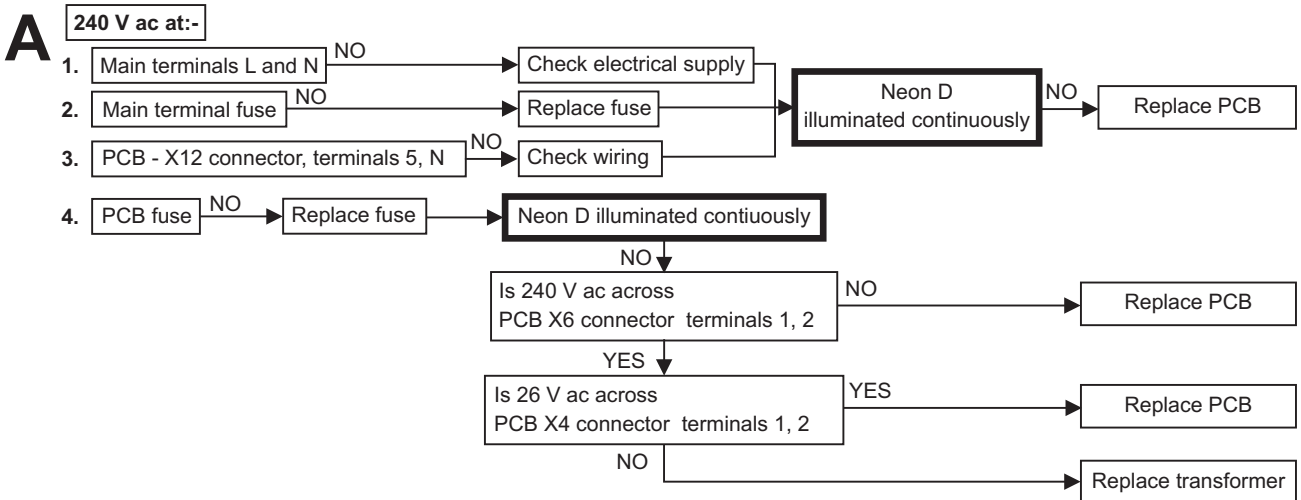 A
240 V ac at:-
1. Main terminals L and N NO Check electrical supply
2. Main terminal fuse NO Replace fuse
Neon D
illuminated continuously
NO Replace PCB
3. PCB - X12 connector, terminals 5, N NO Check wiring
4. PCB fuse NO Replace fuse Neon D illuminated contiuously
NO
Is 240 V ac across
PCB X6 connector terminals 1, 2
NO Replace PCB
YES
Is 26 V ac across
PCB X4 connector terminals 1, 2
YES Replace PCB
NO
Replace transformer